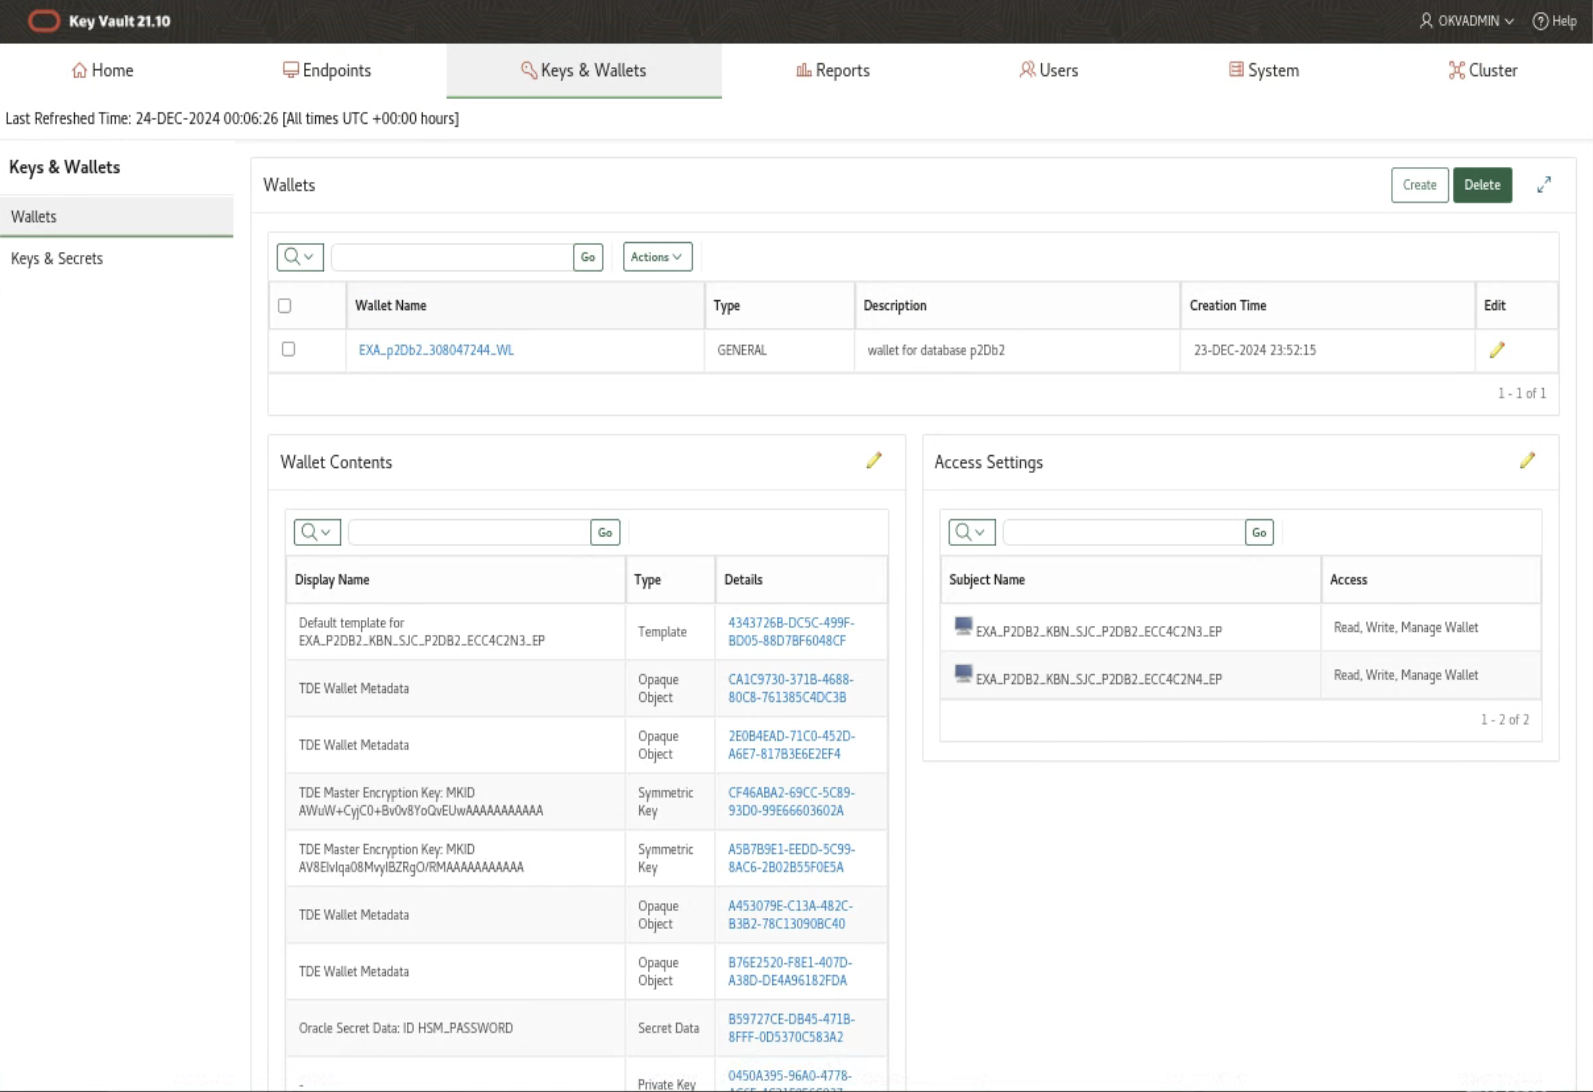 Key Vault 21.10
OKVADMIN
Help
Home
Endpoints
Keys & Wallets
Reports
Users
System
Cluster
Last Refreshed Time: 24-DEC-2024 00:06:26 [All times UTC +00:00 hours]
Keys & Wallets
Wallets
Keys & Secrets
Wallets
Create
Delete
Go
Actions
Wallet Name Type Description Creation Time Edit
EXA_p2Db2_308047244_WL GENERAL wallet for database p2Db2 23-DEC-2024 23:52:15
1 - 1 of 1
Wallet Contents
Go
Display Name Type Details
Default template for
EXA_P2DB2_KBN_SJC_P2DB2_ECC4C2N3_EP
Template
4343726B-DC5C-499F-
BD05-88D7BF6048CF
TDE Wallet Metadata
Opaque
Object
CA1C9730-371B-4688-
80C8-761385C4DC3B
TDE Wallet Metadata
Opaque
Object
2E0B4EAD-71C0-452D-
A6E7-817B3E6E2EF4
TDE Master Encryption Key: MKID
AWuW+CyjC0+Bv0v8YoQvEUwAAAAAAAAAAA
Symmetric
Key
CF46ABA2-69CC-5C89-
93D0-99E66603602A
TDE Master Encryption Key: MKID
Symmetric
Key
A5B7B9E1-EEDD-5C99-
8AC6-2B02B55F0E5A
TDE Wallet Metadata
Opaque
Object
A453079E-C13A-482C-
B3B2-78C13090BC40
TDE Wallet Metadata
Opaque
Object
B76E2520-F8E1-407D-
A38D-DE4A96182FDA
Oracle Secret Data: ID HSM_PASSWORD
Secret Data
B59727CE-DB45-471B-
8FFF-0D5370C583A2
-
Private Key
0450A395-96A0-4778-
Access Settings
Go
Subject Name Access
EXA_P2DB2_KBN_SJC_P2DB2_ECC4C2N3_EP Read, Write, Manage Wallet
EXA_P2DB2_KBN_SJC_P2DB2_ECC4C2N4_EP Read, Write, Manage Wallet
1 - 2 of 2